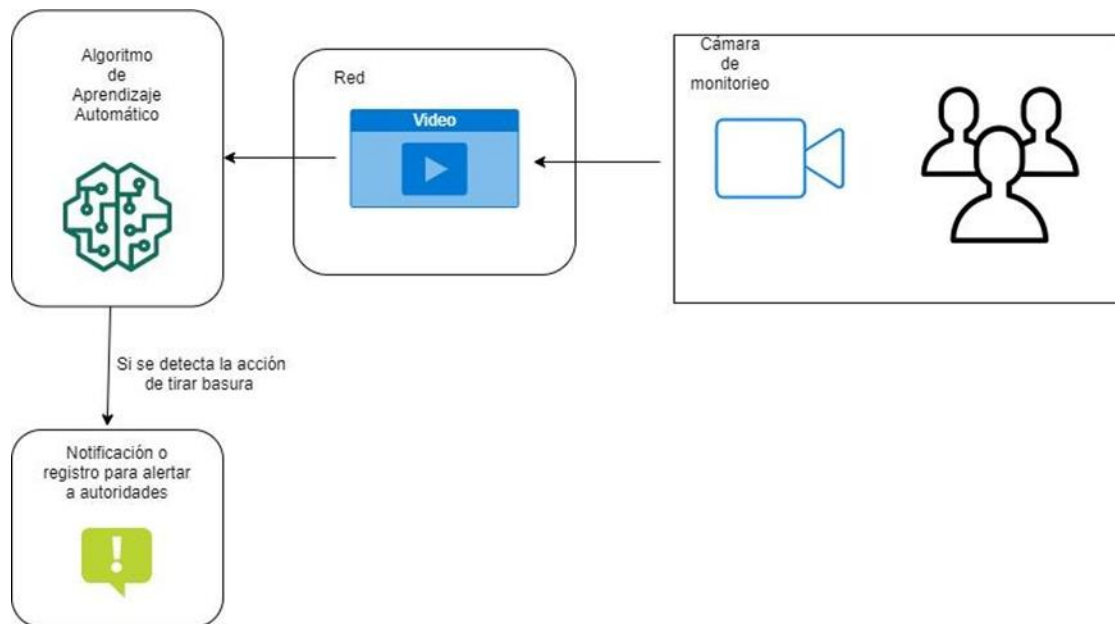 Algoritmo
de
Aprendizaje
Automático
Red
Video
Cámara
de
monitorieo
Si se detecta la acción
de tirar basura
Notificación o
registro para alertar
a autoridades